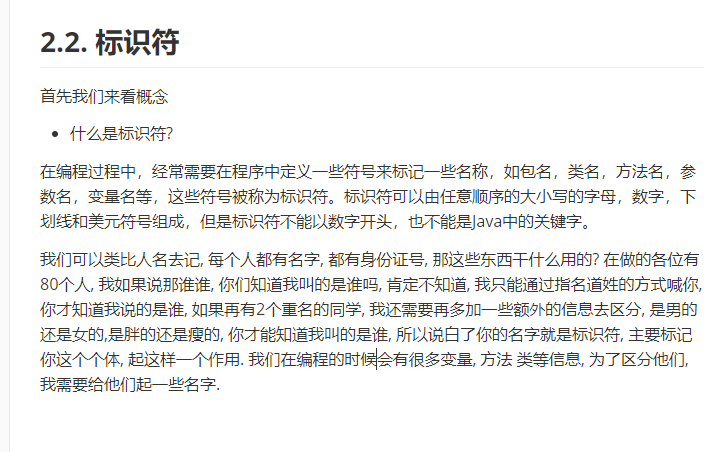 2.2. 标识符
首先我们来看概念
• 什么是标识符?
在编程过程中，经常需要在程序中定义一些符号来标记一些名称，如包名，类名，方法名，参
数名，变量名等，这些符号被称为标识符。标识符可以由任意顺序的大小写的字母，数字，下
划线和美元符号组成，但是标识符不能以数字开头，也不能是Java中的关键字。
我们可以类比人名去记, 每个人都有名字, 都有身份证号, 那这些东西干什么用的? 在做的各位有
80个人, 我如果说那谁谁, 你们知道我叫的是谁吗, 肯定不知道, 我只能通过指名道姓的方式喊你,
你才知道我说的是谁, 如果再有2个重名的同学, 我还需要再多加一些额外的信息去区分, 是男的
还是女的,是胖的还是瘦的, 你才能知道我叫的是谁, 所以说白了你的名字就是标识符, 主要标记
你这个个体, 起这样一个作用. 我们在编程的时候会有很多变量, 方法 类等信息, 为了区分他们,
我需要给他们起一些名字.